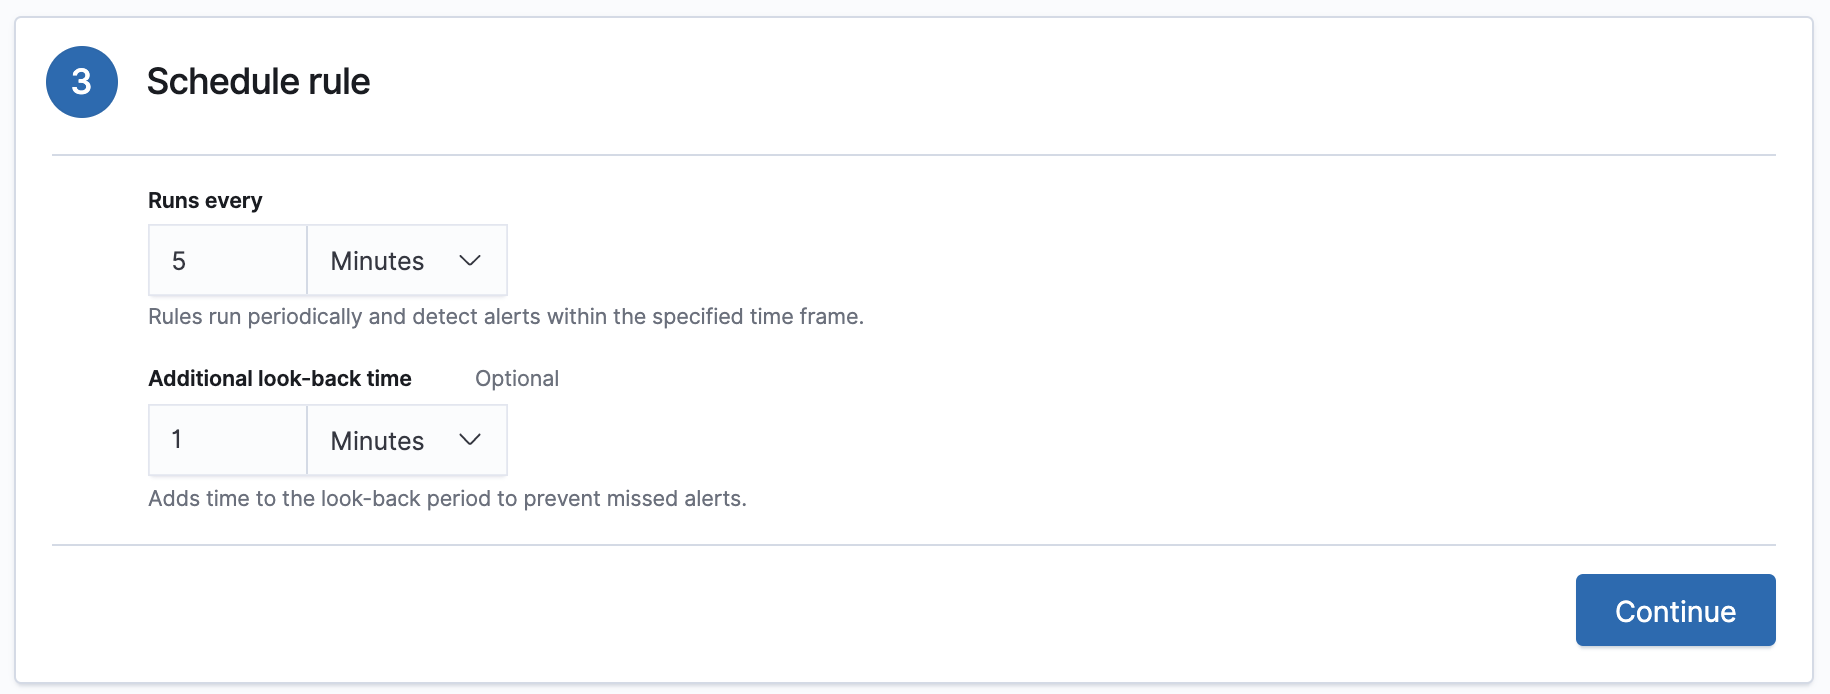 3
Schedule rule
Runs every
5 Minutes
Rules run periodically and detect alerts within the specified time frame.
Additional look-back time Optional
1 Minutes
Adds time to the look-back period to prevent missed alerts.
Continue